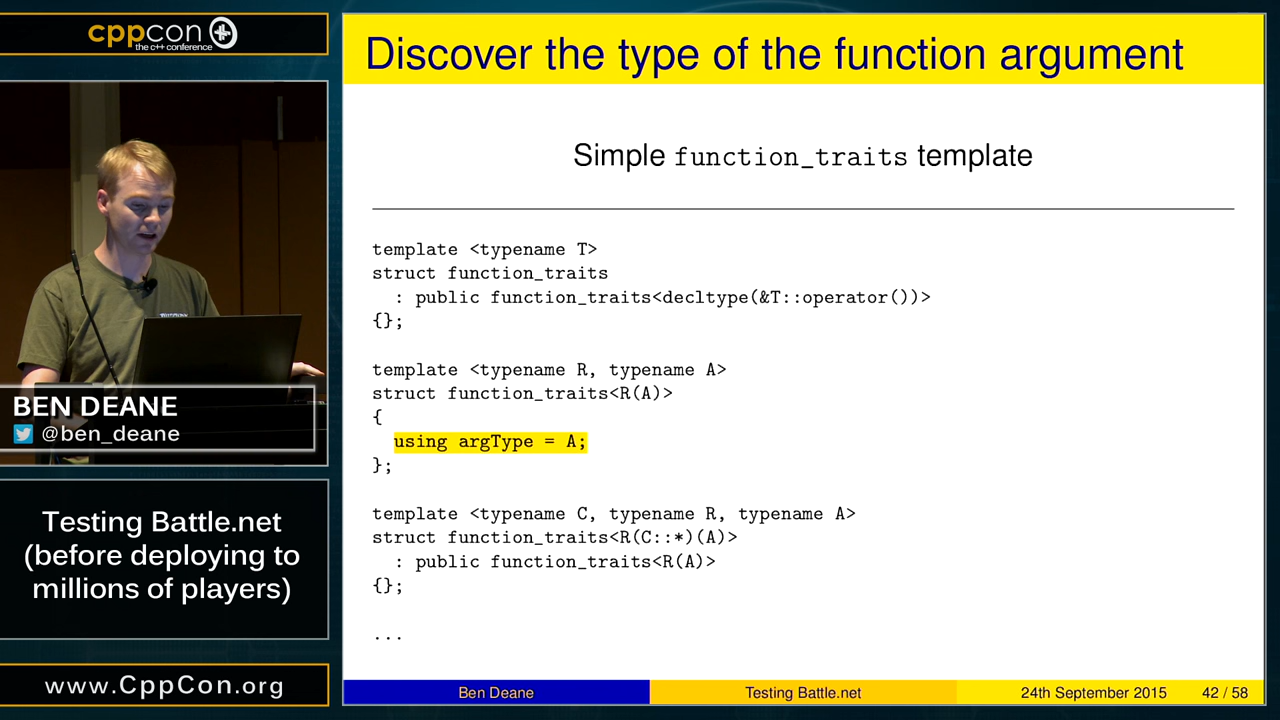 cppcon
the c++ conference
BEN DEANE
@ben_deane
Testing Battle.net
(before deploying to
millions of players)
www.CppCon.org
Discover the type of the function argument
Simple function_traits template
template <typename T>
struct function_traits
  : public function_traits<decltype(&T::operator())>
{};
template <typename R, typename A>
struct function_traits<R(A)>
{
  using argType = A;
};
template <typename C, typename R, typename A>
struct function_traits<R(C::*)(A)>
  : public function_traits<R(A)>
{};
...
Ben Deane
Testing Battle.net
24th September 2015
42 / 58